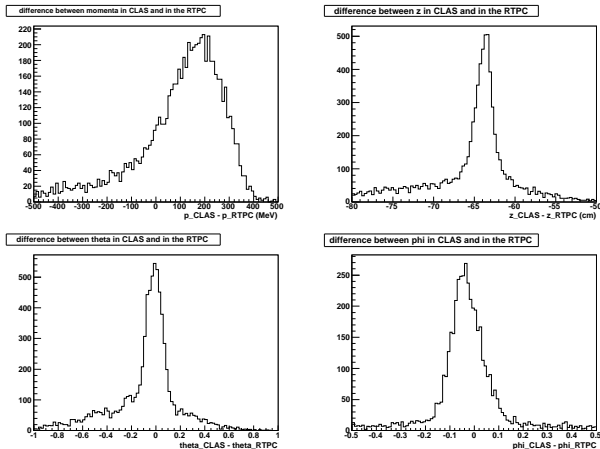 difference between momenta in CLAS and in the RTPC
220
200
180
160
140
120
100
80
60
40
20
0
-500 -400 -300 -200 -100 0 100 200 300 400 500
p_CLAS - p_RTPC (MeV)
difference between z in CLAS and in the RTPC
500
400
300
200
100
0
-80 -75 -70 -65 -60 -55 -50
z_CLAS - z_RTPC (cm)
difference between theta in CLAS and in the RTPC
500
400
300
200
100
0
-1 -0.8 -0.6 -0.4 -0.2 0 0.2 0.4 0.6 0.8 1
theta_CLAS - theta_RTPC
difference between phi in CLAS and in the RTPC
250
200
150
100
50
0
-0.5 -0.4 -0.3 -0.2 -0.1 0 0.1 0.2 0.3 0.4 0.5
phi_CLAS - phi_RTPC